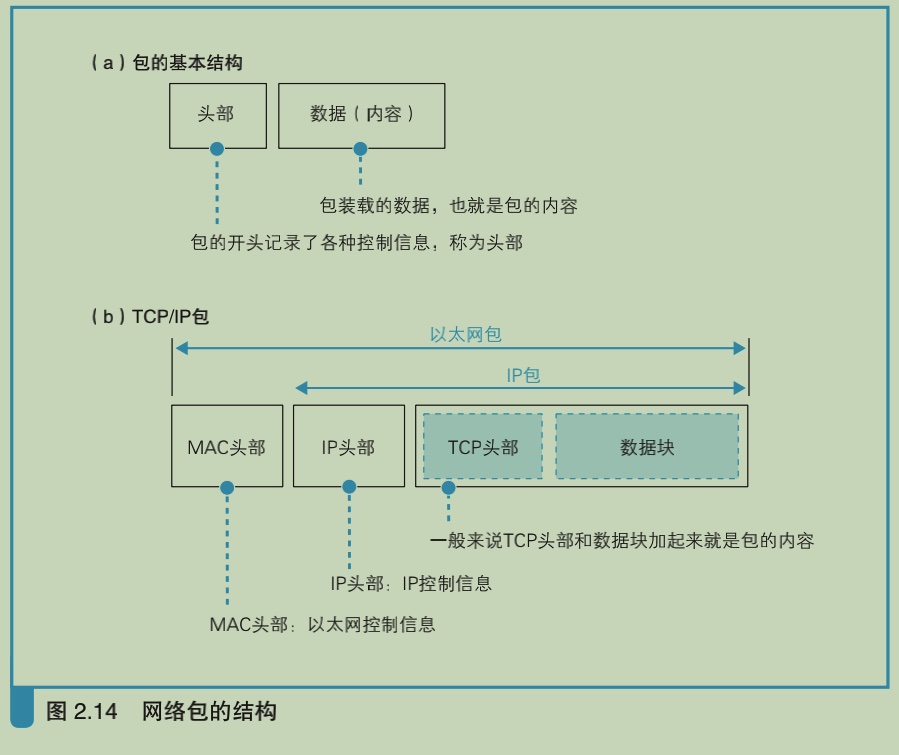 （a）包的基本结构
头部
数据（内容）
包装载的数据，也就是包的内容
包的开头记录了各种控制信息，称为头部
（b）TCP/IP包
以太网包
IP包
MAC头部
IP头部
TCP头部
数据块
一般来说TCP头部和数据块加起来就是包的内容
IP头部：IP控制信息
MAC头部：以太网控制信息
图 2.14　网络包的结构